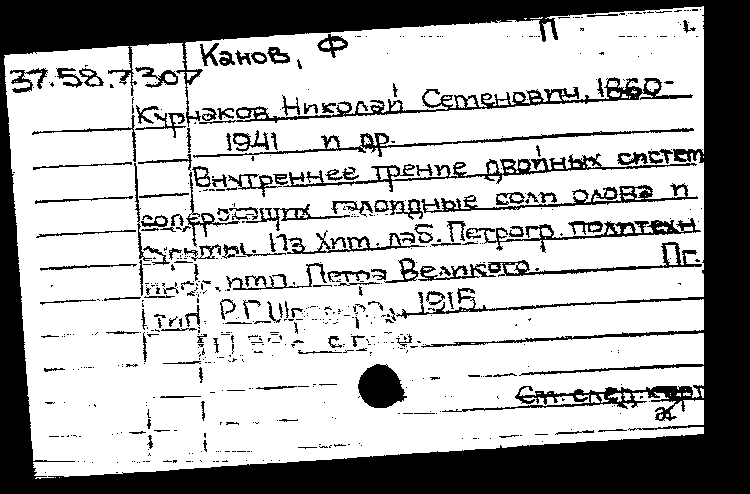 Канов, Ф П
37.58.7.307
Курнаков, Николай Семенович, 1860-
1941 и др.
Внутреннее трение двойных систем
содержащих галоидные соли олова и
сурьмы. Из Хим. лаб. Петрогр. политехн
инст. имп. Петра Великого. Пг.
тип Р.Г. 1915.
См. след. карт